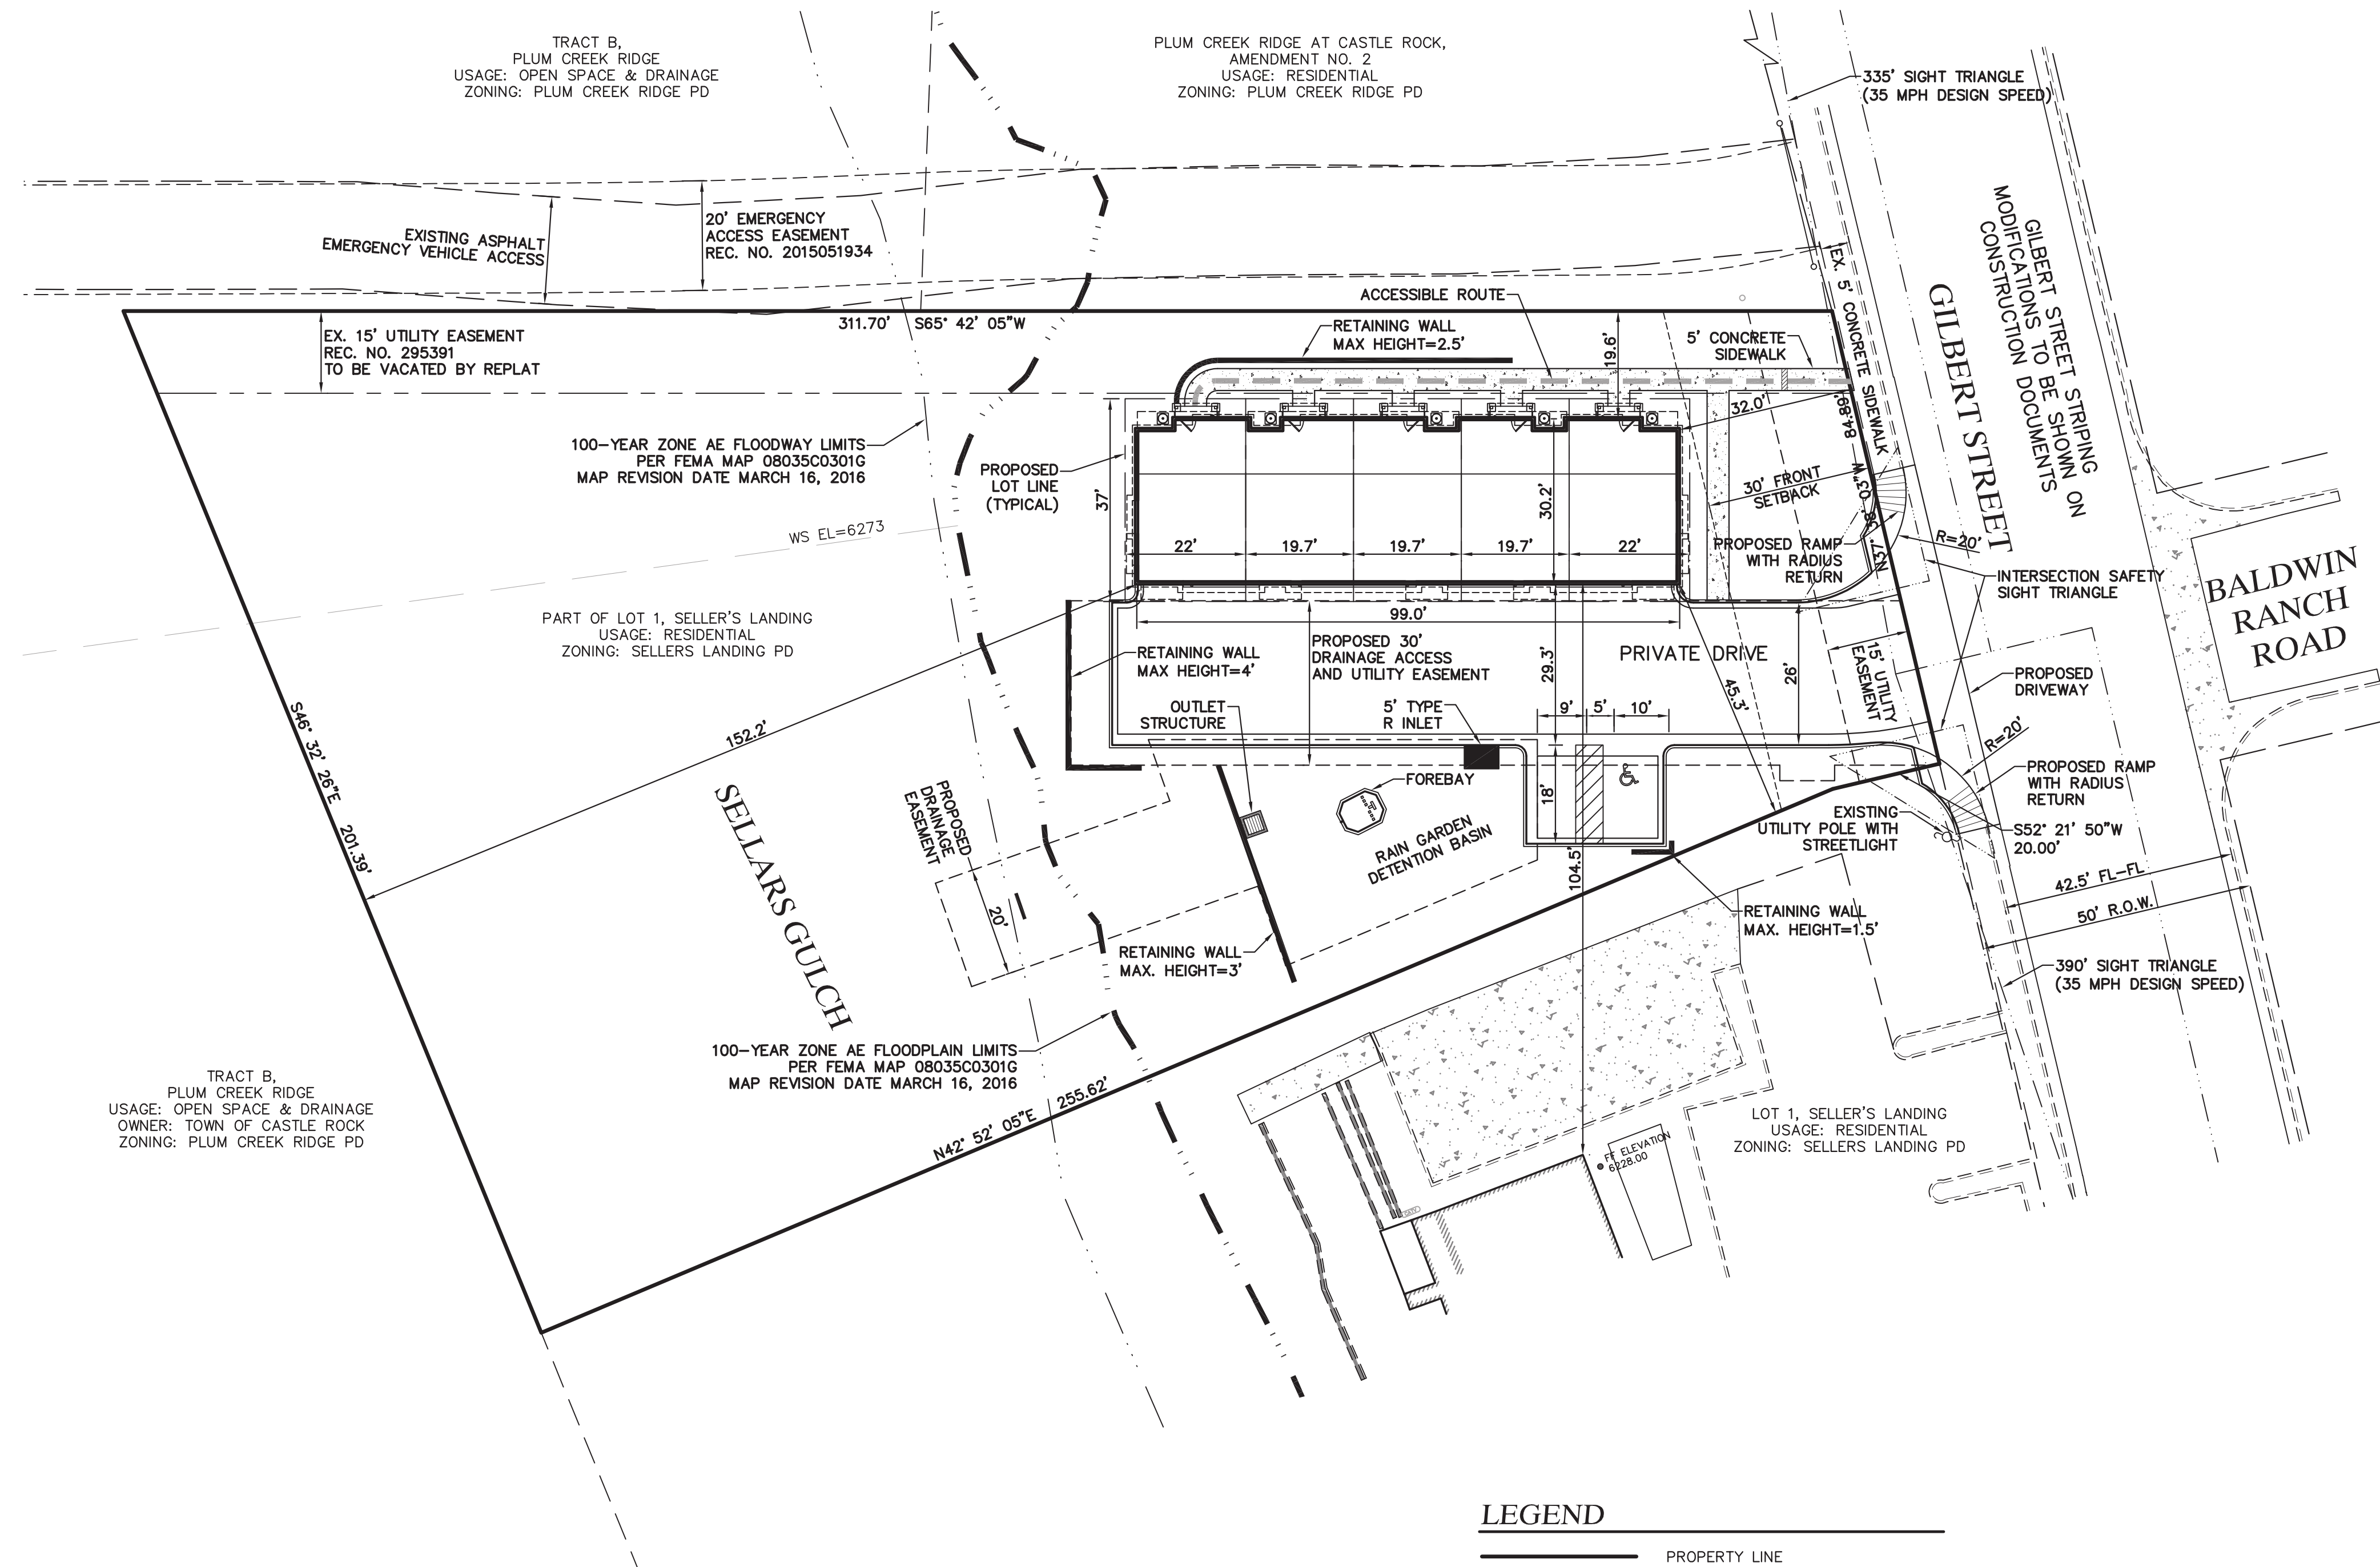 TRACT B,
PLUM CREEK RIDGE
USAGE: OPEN SPACE & DRAINAGE
ZONING: PLUM CREEK RIDGE PD
PLUM CREEK RIDGE AT CASTLE ROCK,
AMENDMENT NO. 2
USAGE: RESIDENTIAL
ZONING: PLUM CREEK RIDGE PD
335' SIGHT TRIANGLE
(35 MPH DESIGN SPEED)
EXISTING ASPHALT
EMERGENCY VEHICLE ACCESS
20' EMERGENCY
ACCESS EASEMENT
REC. NO. 2015051934
GILBERT STREET STRIPING
MODIFICATIONS TO BE SHOWN ON
CONSTRUCTION DOCUMENTS
EX. 5' CONCRETE SIDEWALK
GILBERT STREET
311.70' S65° 42' 05"W
ACCESSIBLE ROUTE
EX. 15' UTILITY EASEMENT
REC. NO. 295391
TO BE VACATED BY REPLAT
RETAINING WALL
MAX HEIGHT=2.5'
19.6'
5' CONCRETE
SIDEWALK
32.0'
N37° 38' 03"W 84.89'
100-YEAR ZONE AE FLOODWAY LIMITS
PER FEMA MAP 08035C0301G
MAP REVISION DATE MARCH 16, 2016
PROPOSED
LOT LINE
(TYPICAL)
37'
30.2'
30' FRONT
SETBACK
WS EL=6273
22'
19.7'
19.7'
19.7'
22'
PROPOSED RAMP
WITH RADIUS
RETURN
R=20'
INTERSECTION SAFETY
SIGHT TRIANGLE
BALDWIN
RANCH
ROAD
PART OF LOT 1, SELLER'S LANDING
USAGE: RESIDENTIAL
ZONING: SELLERS LANDING PD
99.0'
RETAINING WALL
MAX HEIGHT=4'
PROPOSED 30'
DRAINAGE ACCESS
AND UTILITY EASEMENT
29.3'
PRIVATE DRIVE
45.3'
26'
15' UTILITY
EASEMENT
PROPOSED
DRIVEWAY
S46° 32' 26"E 201.39'
152.2'
OUTLET
STRUCTURE
5' TYPE
R INLET
9'
5'
10'
R=20'
SELLARS GULCH
PROPOSED
DRAINAGE
EASEMENT
20'
FOREBAY
18'
RAIN GARDEN
DETENTION BASIN
104.5'
EXISTING
UTILITY POLE WITH
STREETLIGHT
PROPOSED RAMP
WITH RADIUS
RETURN
S52° 21' 50"W
20.00'
42.5' FL-FL
50' R.O.W.
RETAINING WALL
MAX. HEIGHT=1.5'
RETAINING WALL
MAX. HEIGHT=3'
390' SIGHT TRIANGLE
(35 MPH DESIGN SPEED)
100-YEAR ZONE AE FLOODPLAIN LIMITS
PER FEMA MAP 08035C0301G
MAP REVISION DATE MARCH 16, 2016
N42° 52' 05"E 255.62'
TRACT B,
PLUM CREEK RIDGE
USAGE: OPEN SPACE & DRAINAGE
OWNER: TOWN OF CASTLE ROCK
ZONING: PLUM CREEK RIDGE PD
FF ELEVATION
6228.00
LOT 1, SELLER'S LANDING
USAGE: RESIDENTIAL
ZONING: SELLERS LANDING PD
LEGEND
PROPERTY LINE